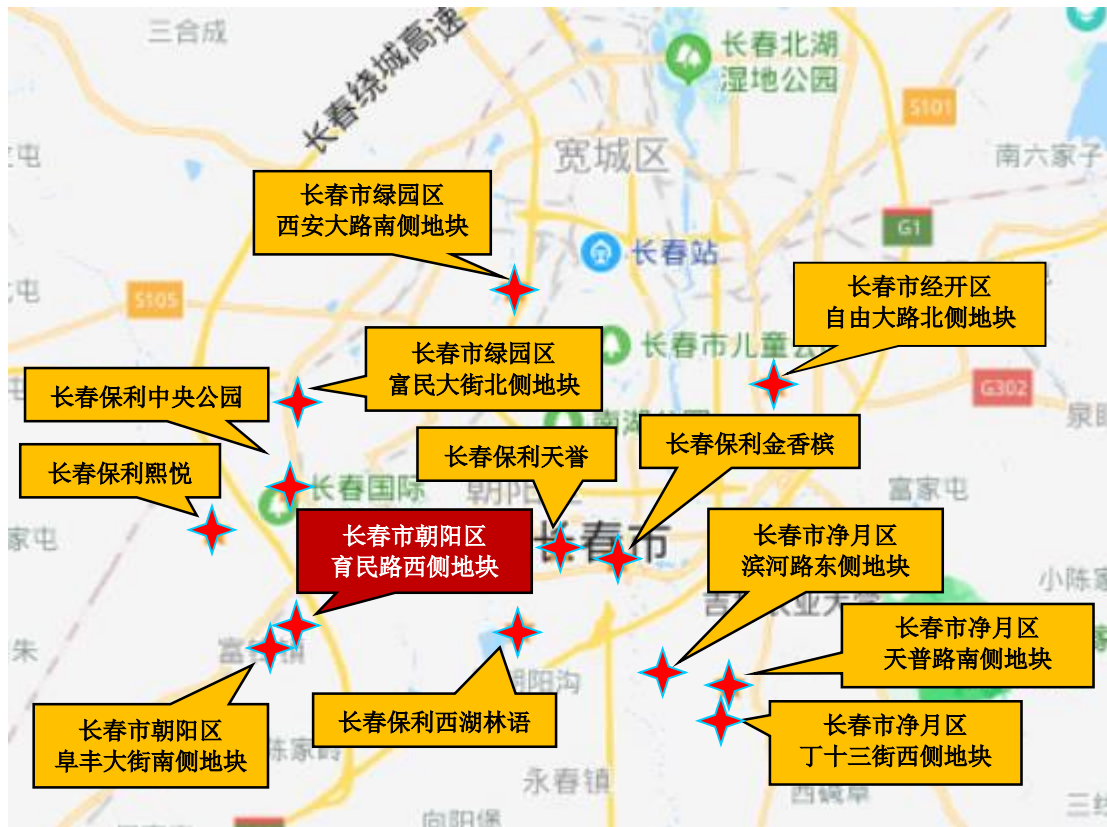 三合成
长春绕城高速
长春北湖
湿地公园
S101
宽城区
南六家子
长春市绿园区
西安大路南侧地块
G1
长春站
S105
长春市经开区
自由大路北侧地块
长春市儿童公
长春市绿园区
富民大街北侧地块
G302
长春保利中央公园
南湖
长春保利天誉
长春保利金香槟
长春保利熙悦
长春国际
朝阳
富家屯
长春市朝阳区
育民路西侧地块
长春市
长春市净月区
滨河路东侧地块
家屯
小陈家
长春市净月区
天普路南侧地块
朱
阳沟
长春市朝阳区
阜丰大街南侧地块
长春保利西湖林语
长春市净月区
丁十三街西侧地块
永春镇
向阳堡